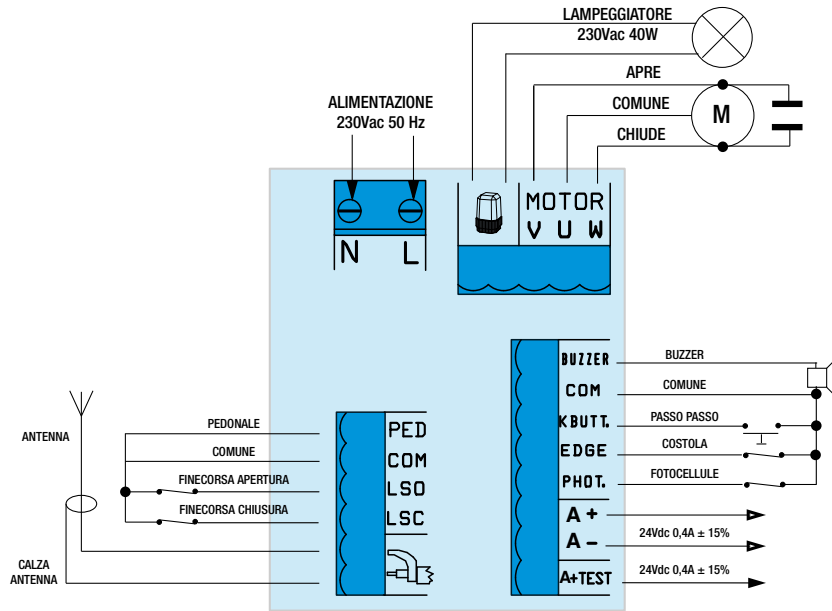 LAMPEGGIATORE
230Vac 40W
APRE
COMUNE
CHIUDE
M
ALIMENTAZIONE
230Vac 50 Hz
N L
MOTOR
V U W
BUZZER
COM
KBUTT.
EDGE
PHOT.
A+
A-
A+TEST
BUZZER
COMUNE
PASSO PASSO
COSTOLA
FOTOCELLULE
24Vdc 0,4A ± 15%
24Vdc 0,4A ± 15%
ANTENNA
CALZA
ANTENNA
PEDONALE
COMUNE
FINECORSA APERTURA
FINECORSA CHIUSURA
PED
COM
LSO
LSC